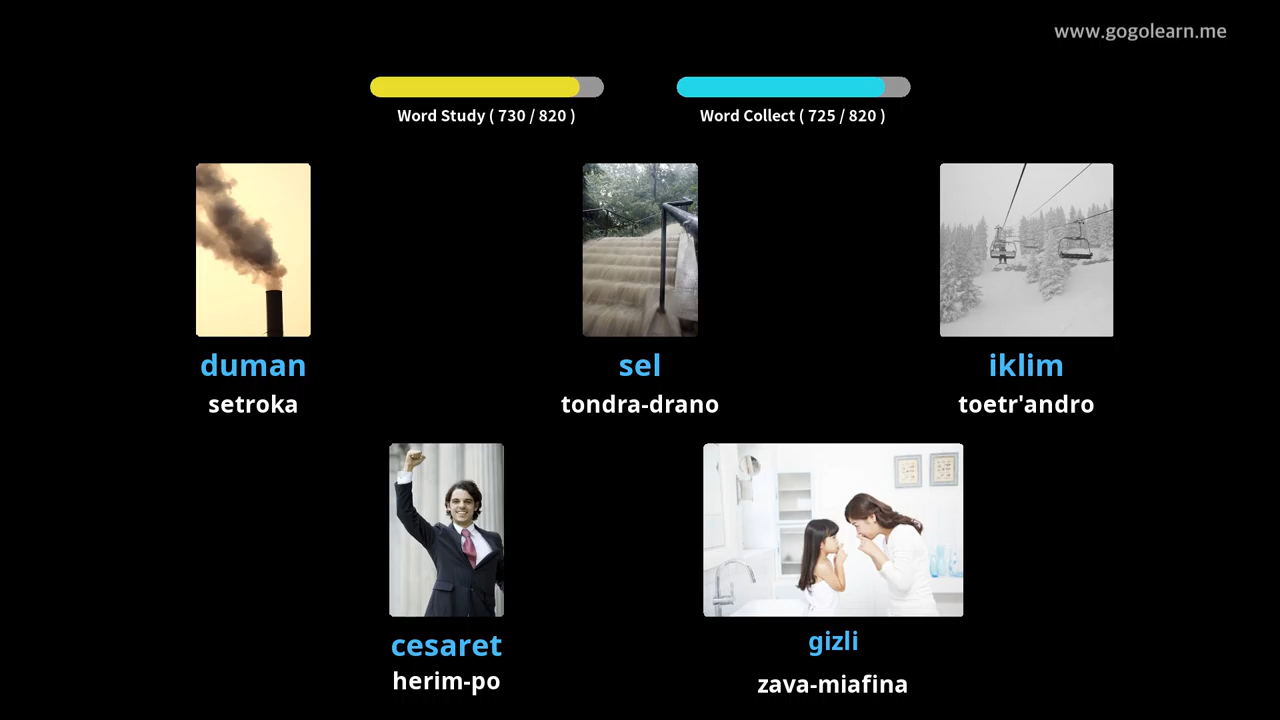 www.gogolearn.me
Word Study ( 730 / 820 )
Word Collect ( 725 / 820 )
duman
setroka
sel
tondra-drano
iklim
toetr'andro
cesaret
herim-po
gizli
zava-miafina